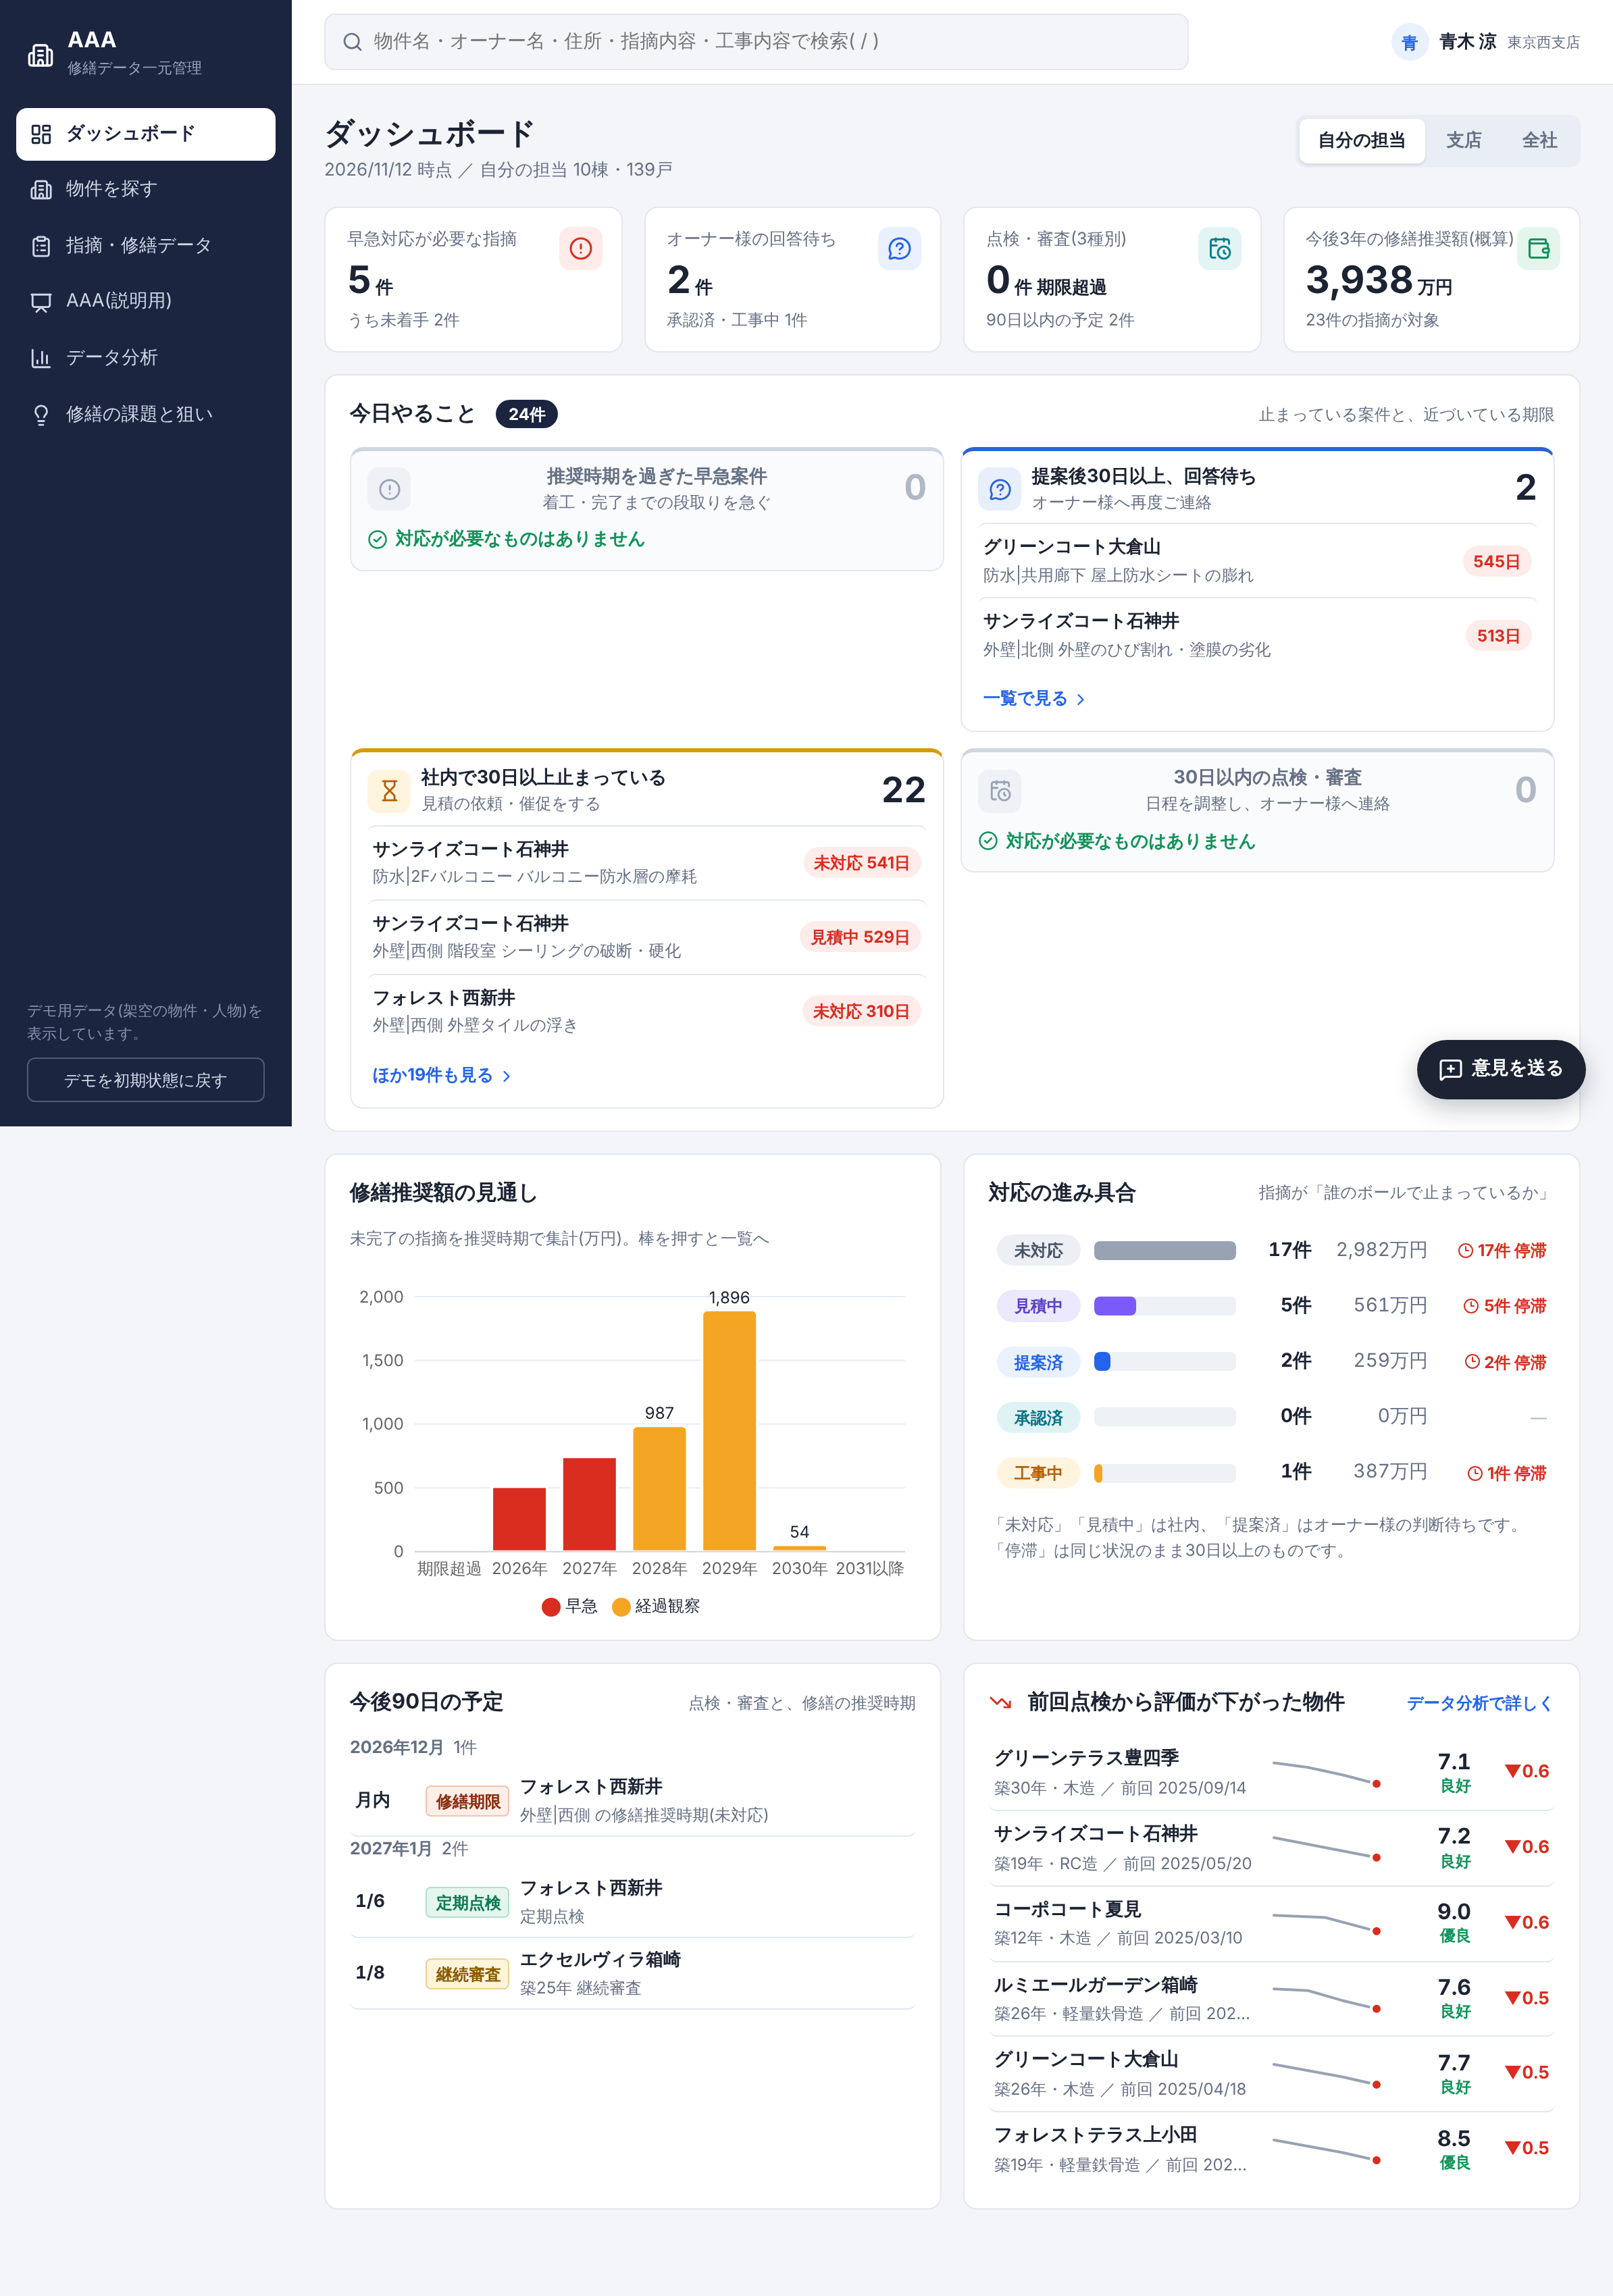 AAA
修繕データ一元管理
ダッシュボード
物件を探す
指摘・修繕データ
AAA(説明用)
データ分析
修繕の課題と狙い
デモ用データ(架空の物件・人物)を
表示しています。
デモを初期状態に戻す
物件名・オーナー名・住所・指摘内容・工事内容で検索( / )
青 青木 涼 東京西支店
ダッシュボード
2026/11/12 時点 ／ 自分の担当 10棟・139戸
自分の担当 支店 全社
早急対応が必要な指摘
5 件
うち未着手 2件
オーナー様の回答待ち
2 件
承認済・工事中 1件
点検・審査(3種別)
0 件 期限超過
90日以内の予定 2件
今後3年の修繕推奨額(概算)
3,938 万円
23件の指摘が対象
今日やること 24件 止まっている案件と、近づいている期限
推奨時期を過ぎた早急案件 0
着工・完了までの段取りを急ぐ
対応が必要なものはありません
提案後30日以上、回答待ち 2
オーナー様へ再度ご連絡
グリーンコート大倉山
防水|共用廊下 屋上防水シートの膨れ
545日
サンライズコート石神井
外壁|北側 外壁のひび割れ・塗膜の劣化
513日
一覧で見る
社内で30日以上止まっている 22
見積の依頼・催促をする
サンライズコート石神井
防水|2Fバルコニー バルコニー防水層の摩耗
未対応 541日
サンライズコート石神井
外壁|西側 階段室 シーリングの破断・硬化
見積中 529日
フォレスト西新井
外壁|西側 外壁タイルの浮き
未対応 310日
ほか19件も見る
30日以内の点検・審査 0
日程を調整し、オーナー様へ連絡
対応が必要なものはありません
意見を送る
修繕推奨額の見通し
未完了の指摘を推奨時期で集計(万円)。棒を押すと一覧へ
2,000
1,500
1,000
500
0
987
1,896
54
期限超過 2026年 2027年 2028年 2029年 2030年 2031以降
早急 経過観察
対応の進み具合 指摘が「誰のボールで止まっているか」
未対応 17件 2,982万円 17件 停滞
見積中 5件 561万円 5件 停滞
提案済 2件 259万円 2件 停滞
承認済 0件 0万円 —
工事中 1件 387万円 1件 停滞
「未対応」「見積中」は社内、「提案済」はオーナー様の判断待ちです。
「停滞」は同じ状況のまま30日以上のものです。
今後90日の予定 点検・審査と、修繕の推奨時期
2026年12月 1件
月内 修繕期限 フォレスト西新井
外壁|西側 の修繕推奨時期(未対応)
2027年1月 2件
1/6 定期点検 フォレスト西新井
定期点検
1/8 継続審査 エクセルヴィラ箱崎
築25年 継続審査
前回点検から評価が下がった物件 データ分析で詳しく
グリーンテラス豊四季
築30年・木造 ／ 前回 2025/09/14
7.1
良好
▼0.6
サンライズコート石神井
築19年・RC造 ／ 前回 2025/05/20
7.2
良好
▼0.6
コーポコート夏見
築12年・木造 ／ 前回 2025/03/10
9.0
優良
▼0.6
ルミエールガーデン箱崎
築26年・軽量鉄骨造 ／ 前回 202…
7.6
良好
▼0.5
グリーンコート大倉山
築26年・木造 ／ 前回 2025/04/18
7.7
良好
▼0.5
フォレストテラス上小田
築19年・軽量鉄骨造 ／ 前回 202…
8.5
優良
▼0.5